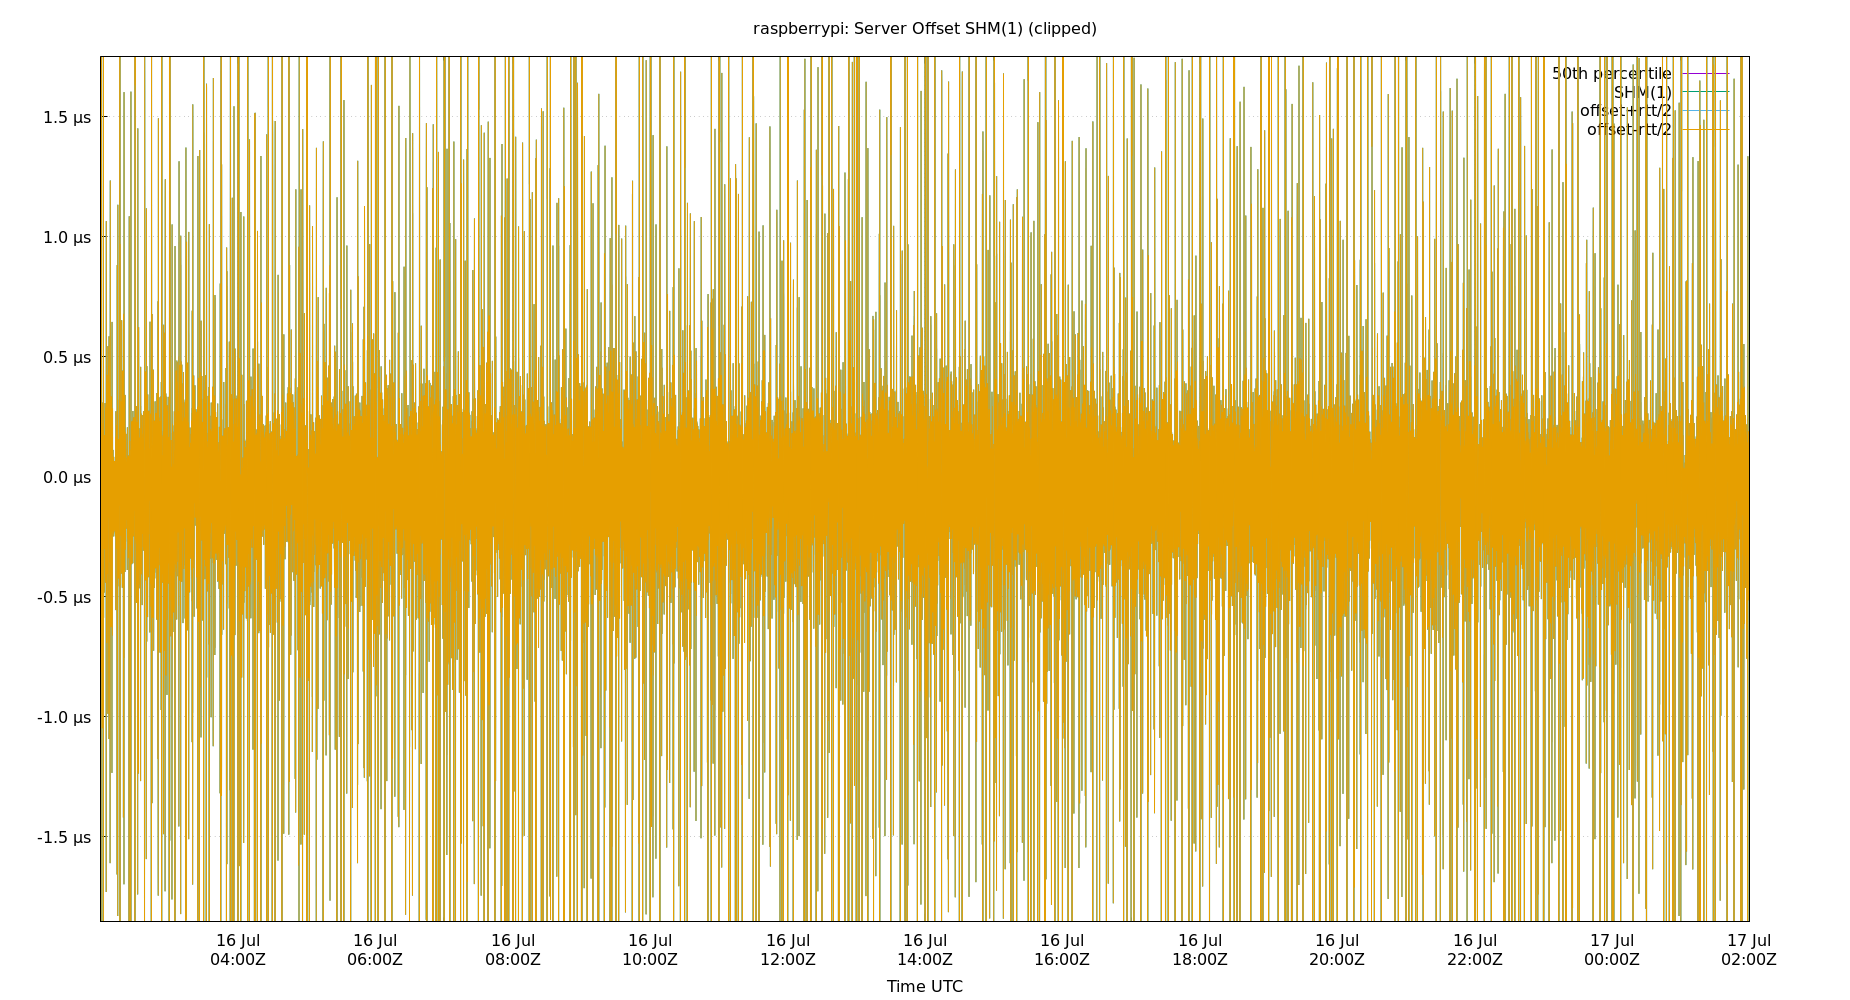 raspberrypi: Server Offset SHM(1) (clipped)
50th percentile
SHM(1)
offset+rtt/2
offset-rtt/2
1.5 µs
1.0 µs
0.5 µs
0.0 µs
-0.5 µs
-1.0 µs
-1.5 µs
16 Jul 16 Jul 16 Jul 16 Jul 16 Jul 16 Jul 16 Jul 16 Jul 16 Jul 16 Jul 17 Jul 17 Jul
04:00Z 06:00Z 08:00Z 10:00Z 12:00Z 14:00Z 16:00Z 18:00Z 20:00Z 22:00Z 00:00Z 02:00Z
Time UTC